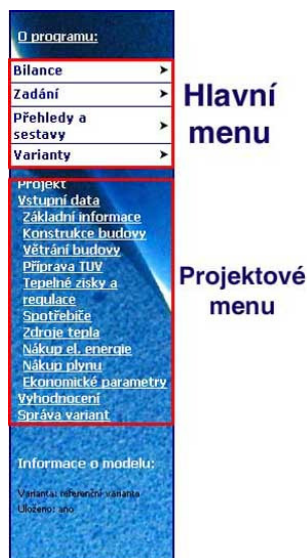 O programu:
Bilance
Zadání
Přehledy a
sestavy
Varianty
Hlavní
menu
Projekt
Vstupní data
Základní informace
Konstrukce budovy
Větrání budovy
Příprava TUV
Tepelné zisky a
regulace
Spotřebiče
Zdroje tepla
Nákup el. energie
Nákup plynu
Ekonomické parametry
Vyhodnocení
Správa variant
Projektové
menu
Informace o modelu:
Varianta: referenční varianta
Uloženo: ano